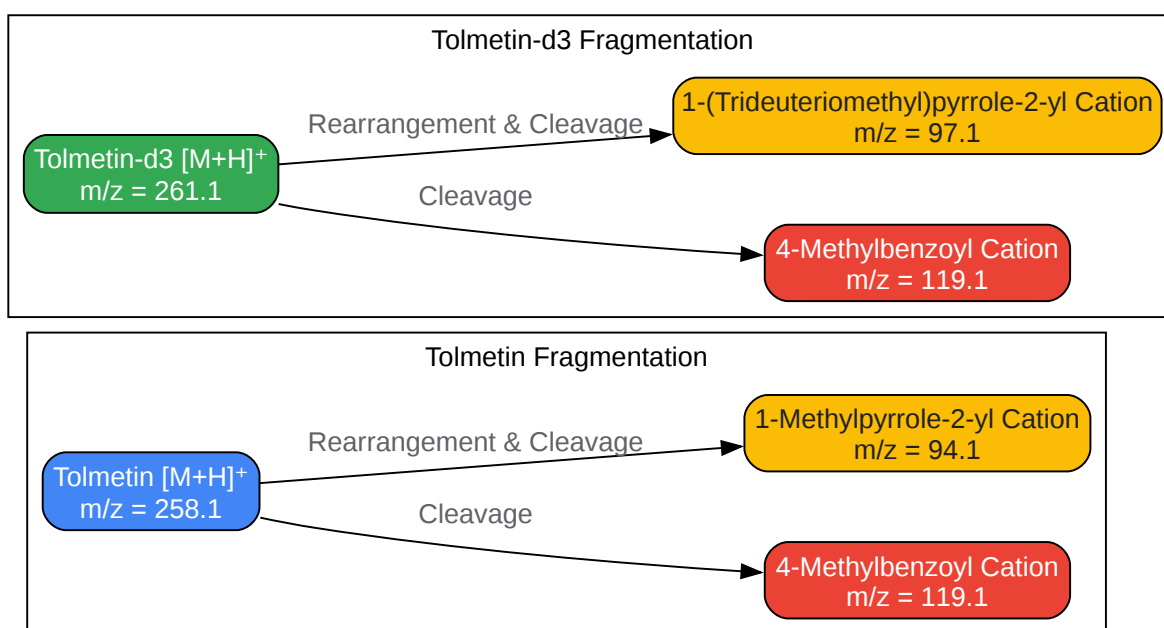 Tolmetin-d3 Fragmentation
Tolmetin-d3 [M+H]⁺
m/z = 261.1
Rearrangement & Cleavage
Cleavage
1-(Trideuteriomethyl)pyrrole-2-yl Cation
m/z = 97.1
4-Methylbenzoyl Cation
m/z = 119.1
Tolmetin Fragmentation
Tolmetin [M+H]⁺
m/z = 258.1
Rearrangement & Cleavage
Cleavage
1-Methylpyrrole-2-yl Cation
m/z = 94.1
4-Methylbenzoyl Cation
m/z = 119.1